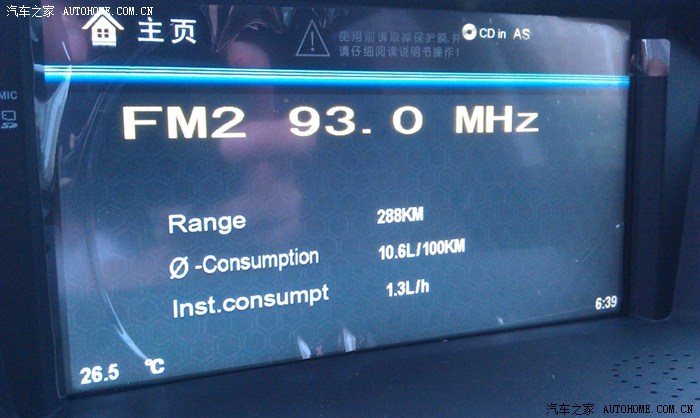 汽车之家 AUTOHOME.COM.CN
主页
使用前请取掉保护膜,并
请仔细阅读说明书操作!
CD in AS
MIC
SD
FM2 93.0 MHz
Range 288KM
Ø-Consumption 10.6L/100KM
Inst.consumpt 1.3L/h
6:39
26.5 ℃
汽车之家 AUTOHOME.COM.CN